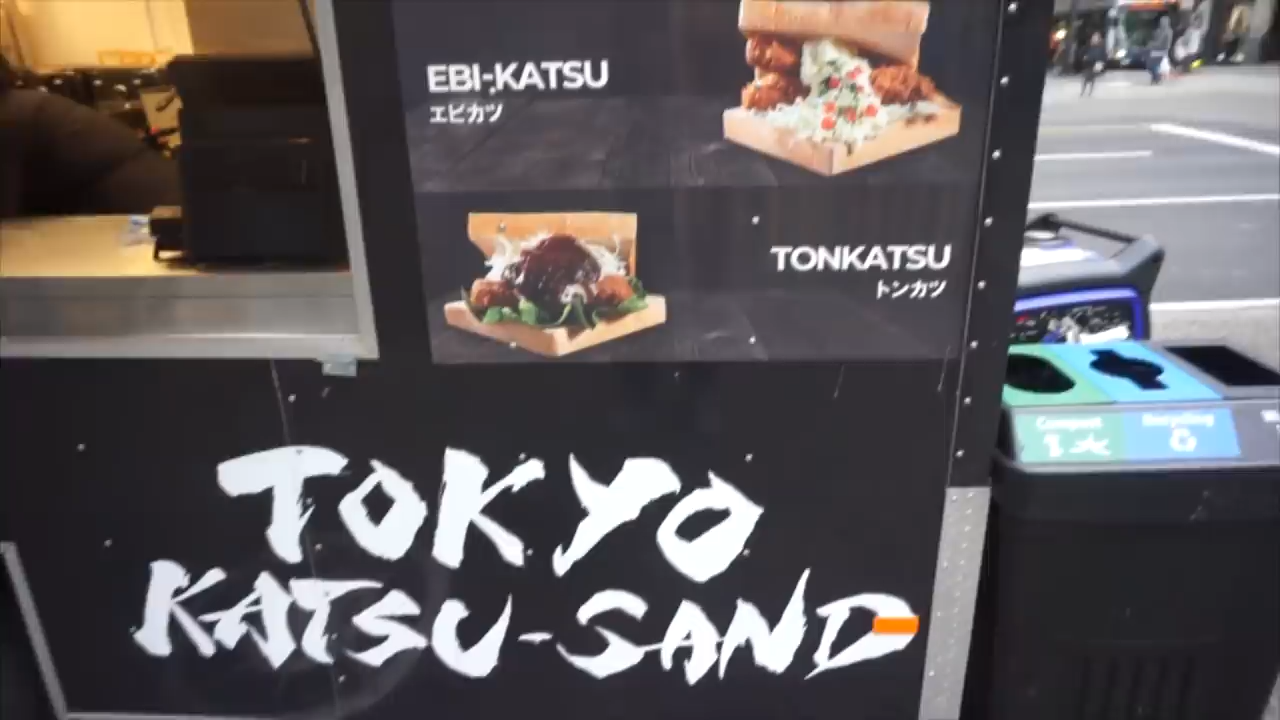 EBI-KATSU
エビカツ
TONKATSU
トンカツ
TOKYO
KATSU-SAND
Compost
Recycling